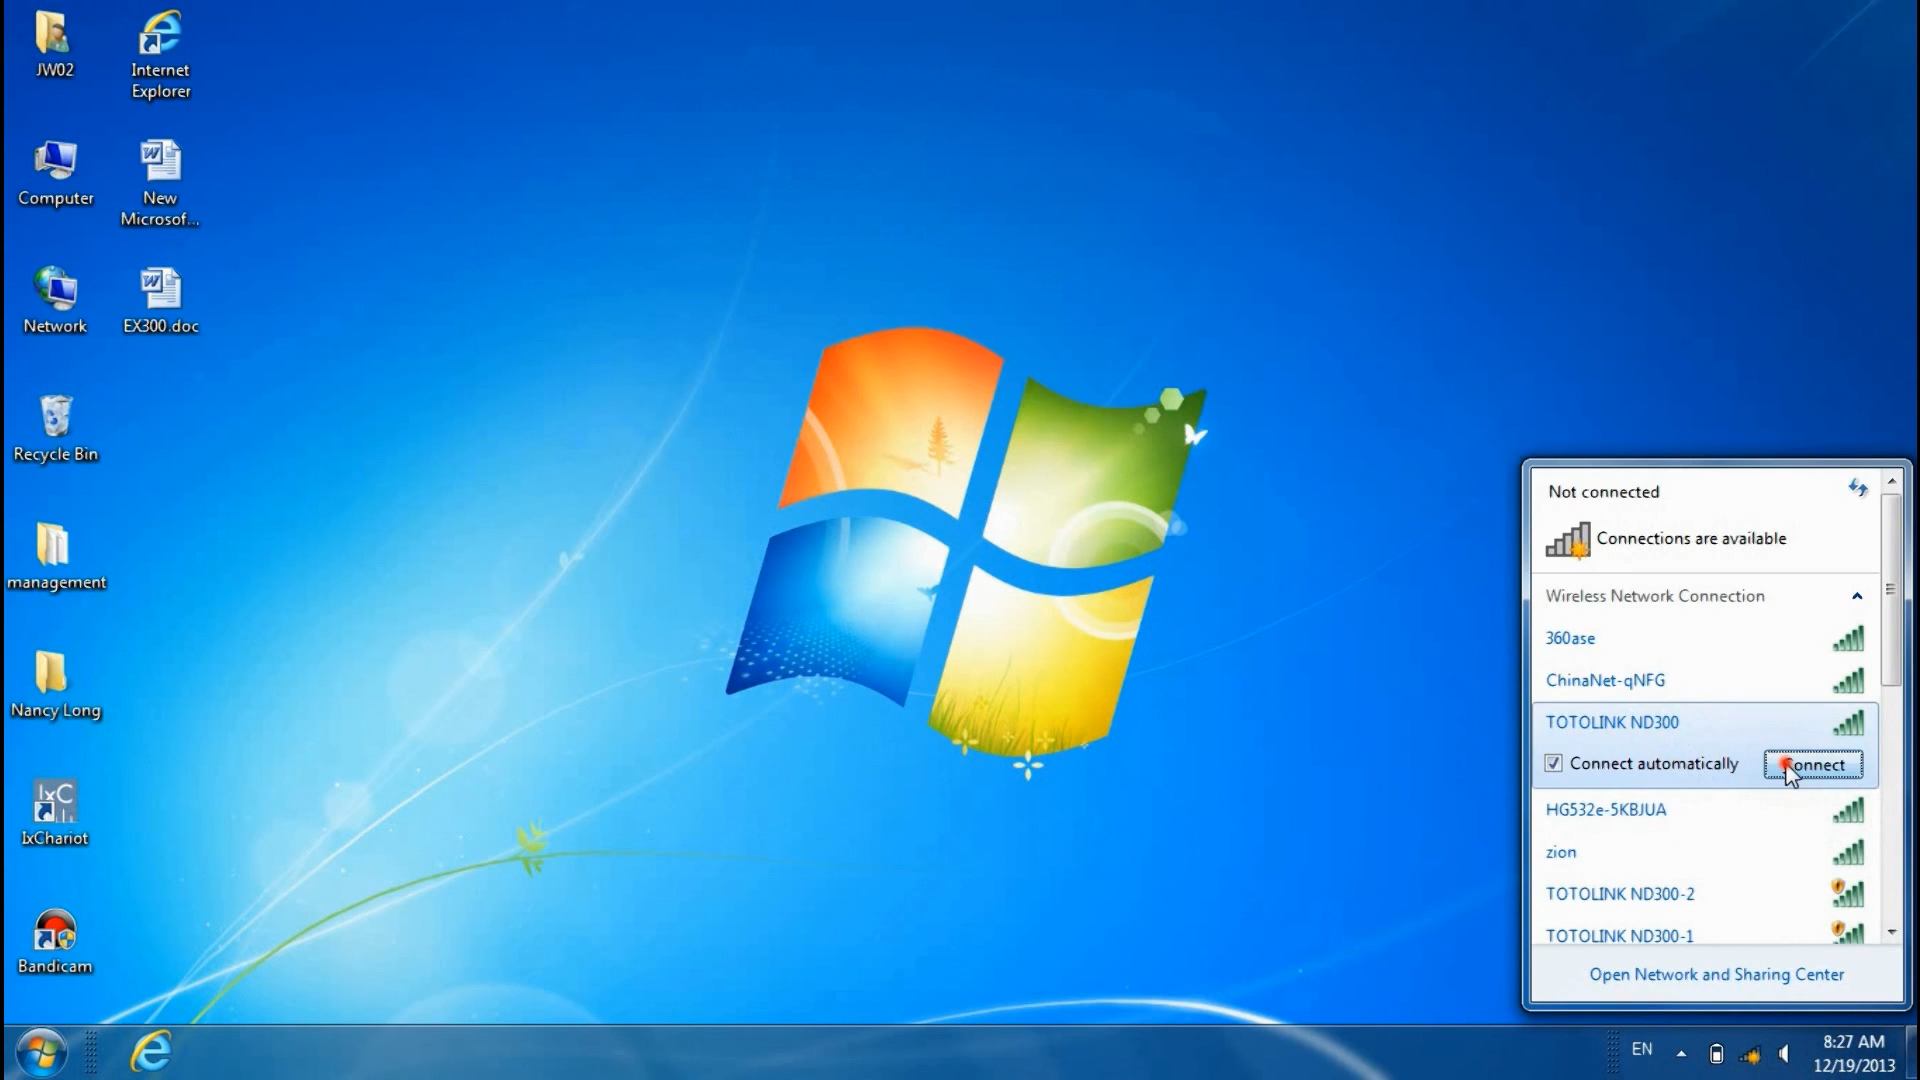 JW02
Internet
Explorer
Computer
New
Microsof...
Network
EX300.doc
Recycle Bin
management
Nancy Long
IxC
IxChariot
Bandicam
Not connected
Connections are available
Wireless Network Connection
360ase
ChinaNet-qNFG
TOTOLINK ND300
Connect automatically
Connect
HG532e-5KBJUA
zion
TOTOLINK ND300-2
TOTOLINK ND300-1
Open Network and Sharing Center
EN
8:27 AM
12/19/2013